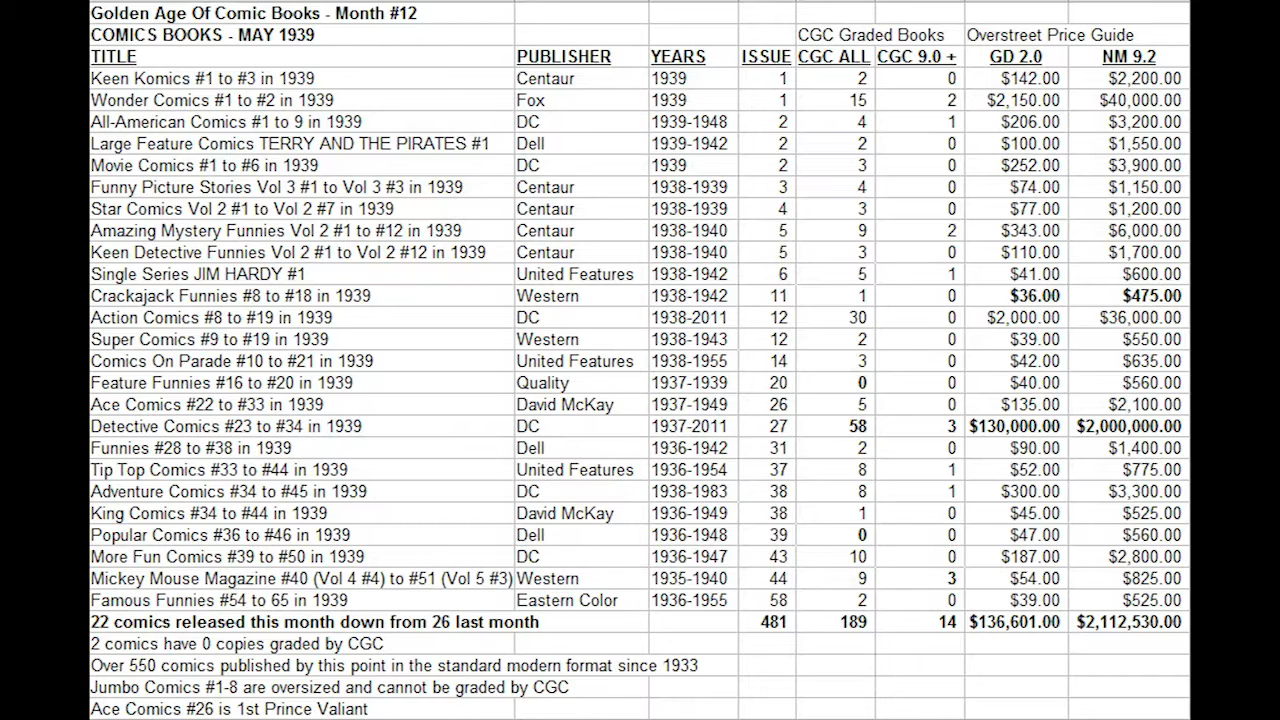 Golden Age Of Comic Books - Month #12
COMICS BOOKS - MAY 1939 CGC Graded Books Overstreet Price Guide
TITLE PUBLISHER YEARS ISSUE CGC ALL CGC 9.0 + GD 2.0 NM 9.2
Keen Komics #1 to #3 in 1939 Centaur 1939 1 2 0 $142.00 $2,200.00
Wonder Comics #1 to #2 in 1939 Fox 1939 1 15 2 $2,150.00 $40,000.00
All-American Comics #1 to 9 in 1939 DC 1939-1948 2 4 1 $206.00 $3,200.00
Large Feature Comics TERRY AND THE PIRATES #1 Dell 1939-1942 2 2 0 $100.00 $1,550.00
Movie Comics #1 to #6 in 1939 DC 1939 2 3 0 $252.00 $3,900.00
Funny Picture Stories Vol 3 #1 to Vol 3 #3 in 1939 Centaur 1938-1939 3 4 0 $74.00 $1,150.00
Star Comics Vol 2 #1 to Vol 2 #7 in 1939 Centaur 1938-1939 4 3 0 $77.00 $1,200.00
Amazing Mystery Funnies Vol 2 #1 to #12 in 1939 Centaur 1938-1940 5 9 2 $343.00 $6,000.00
Keen Detective Funnies Vol 2 #1 to Vol 2 #12 in 1939 Centaur 1938-1940 5 3 0 $110.00 $1,700.00
Single Series JIM HARDY #1 United Features 1938-1942 6 5 1 $41.00 $600.00
Crackajack Funnies #8 to #18 in 1939 Western 1938-1942 11 1 0 $36.00 $475.00
Action Comics #8 to #19 in 1939 DC 1938-2011 12 30 0 $2,000.00 $36,000.00
Super Comics #9 to #19 in 1939 Western 1938-1943 12 2 0 $39.00 $550.00
Comics On Parade #10 to #21 in 1939 United Features 1938-1955 14 3 0 $42.00 $635.00
Feature Funnies #16 to #20 in 1939 Quality 1937-1939 20 0 0 $40.00 $560.00
Ace Comics #22 to #33 in 1939 David McKay 1937-1949 26 5 0 $135.00 $2,100.00
Detective Comics #23 to #34 in 1939 DC 1937-2011 27 58 3 $130,000.00 $2,000,000.00
Funnies #28 to #38 in 1939 Dell 1936-1942 31 2 0 $90.00 $1,400.00
Tip Top Comics #33 to #44 in 1939 United Features 1936-1954 37 8 1 $52.00 $775.00
Adventure Comics #34 to #45 in 1939 DC 1938-1983 38 8 1 $300.00 $3,300.00
King Comics #34 to #44 in 1939 David McKay 1936-1949 38 1 0 $45.00 $525.00
Popular Comics #36 to #46 in 1939 Dell 1936-1948 39 0 0 $47.00 $560.00
More Fun Comics #39 to #50 in 1939 DC 1936-1947 43 10 0 $187.00 $2,800.00
Mickey Mouse Magazine #40 (Vol 4 #4) to #51 (Vol 5 #3) Western 1935-1940 44 9 3 $54.00 $825.00
Famous Funnies #54 to 65 in 1939 Eastern Color 1936-1955 58 2 0 $39.00 $525.00
22 comics released this month down from 26 last month 481 189 14 $136,601.00 $2,112,530.00
2 comics have 0 copies graded by CGC
Over 550 comics published by this point in the standard modern format since 1933
Jumbo Comics #1-8 are oversized and cannot be graded by CGC
Ace Comics #26 is 1st Prince Valiant